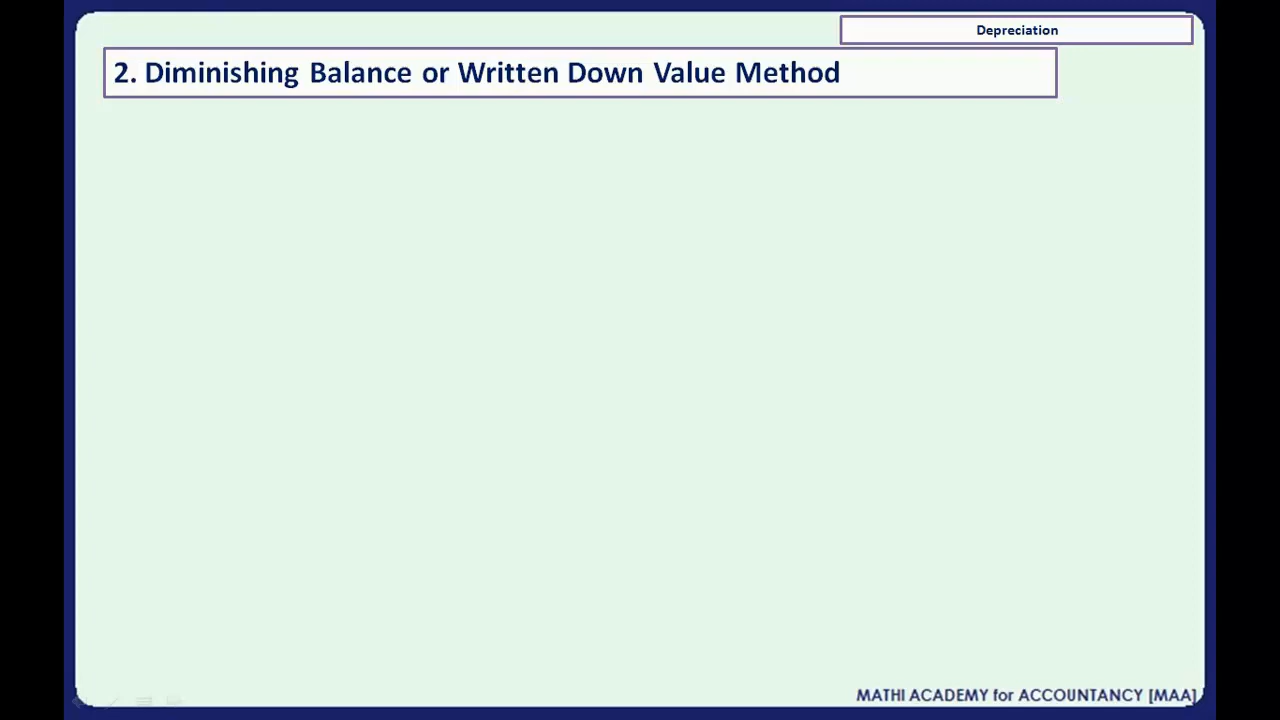 Depreciation
2. Diminishing Balance or Written Down Value Method
MATHI ACADEMY for ACCOUNTANCY [MAA]